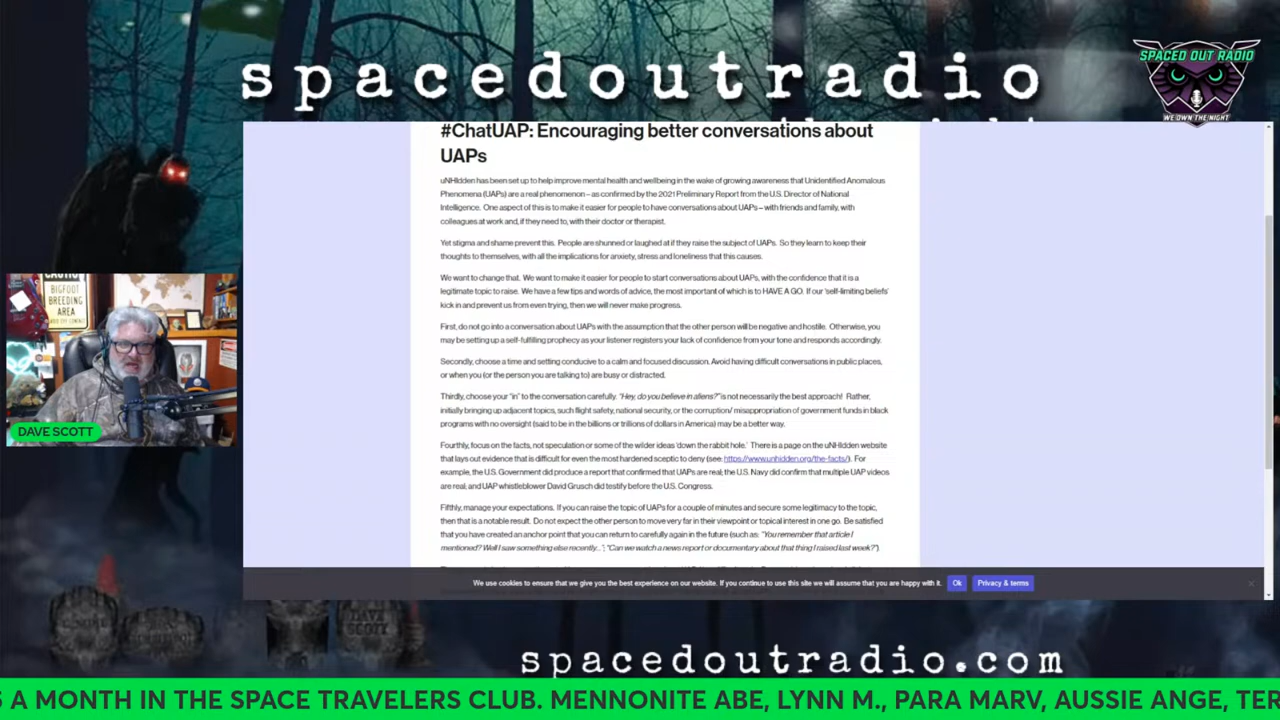 spacedoutradio
SPACED OUT RADIO
WE OWN THE NIGHT
#ChatUAP: Encouraging better conversations about
UAPs
uNHIdden has been set up to help improve mental health and wellbeing in the wake of growing awareness that Unidentified Anomalous
Phenomena (UAPs) are a real phenomenon – as confirmed by the 2021 Preliminary Report from the U.S. Director of National
Intelligence. One aspect of this is to make it easier for people to have conversations about UAPs – with friends and family, with
colleagues at work and, if they need to, with their doctor or therapist.
Yet stigma and shame prevent this. People are shunned or laughed at if they raise the subject of UAPs. So they learn to keep their
thoughts to themselves, with all the implications for anxiety, stress and loneliness that this causes.
We want to change that. We want to make it easier for people to start conversations about UAPs, with the confidence that it is a
legitimate topic to raise. We have a few tips and words of advice, the most important of which is to HAVE A GO. If our 'self-limiting beliefs'
kick in and prevent us from even trying, then we will never make progress.
First, do not go into a conversation about UAPs with the assumption that the other person will be negative and hostile. Otherwise, you
may be setting up a self-fulfilling prophecy as your listener registers your lack of confidence from your tone and responds accordingly.
Secondly, choose a time and setting conducive to a calm and focused discussion. Avoid having difficult conversations in public places,
or when you (or the person you are talking to) are busy or distracted.
Thirdly, choose your "in" to the conversation carefully. "Hey, do you believe in aliens?" is not necessarily the best approach! Rather,
initially bringing up adjacent topics, such flight safety, national security, or the corruption/ misappropriation of government funds in black
programs with no oversight (said to be in the billions or trillions of dollars in America) may be a better way.
Fourthly, focus on the facts, not speculation or some of the wilder ideas 'down the rabbit hole.' There is a page on the uNHIdden website
that lays out evidence that is difficult for even the most hardened sceptic to deny (see: https://www.unhidden.org/the-facts/). For
example, the U.S. Government did produce a report that confirmed that UAPs are real; the U.S. Navy did confirm that multiple UAP videos
are real; and UAP whistleblower David Grusch did testify before the U.S. Congress.
Fifthly, manage your expectations. If you can raise the topic of UAPs for a couple of minutes and secure some legitimacy to the topic,
then that is a notable result. Do not expect the other person to move very far in their viewpoint or topical interest in one go. Be satisfied
that you have created an anchor point that you can return to carefully again in the future (such as: "You remember that article I
mentioned? Well I saw something else recently..."; "Can we watch a news report or documentary about that thing I raised last week?").
We use cookies to ensure that we give you the best experience on our website. If you continue to use this site we will assume that you are happy with it.
Ok
Privacy & terms
CAUTION
BIGFOOT
BREEDING
AREA
DAVE SCOTT
DAVE
SCOTT
spacedoutradio.com
S A MONTH IN THE SPACE TRAVELERS CLUB. MENNONITE ABE, LYNN M., PARA MARV, AUSSIE ANGE, TER